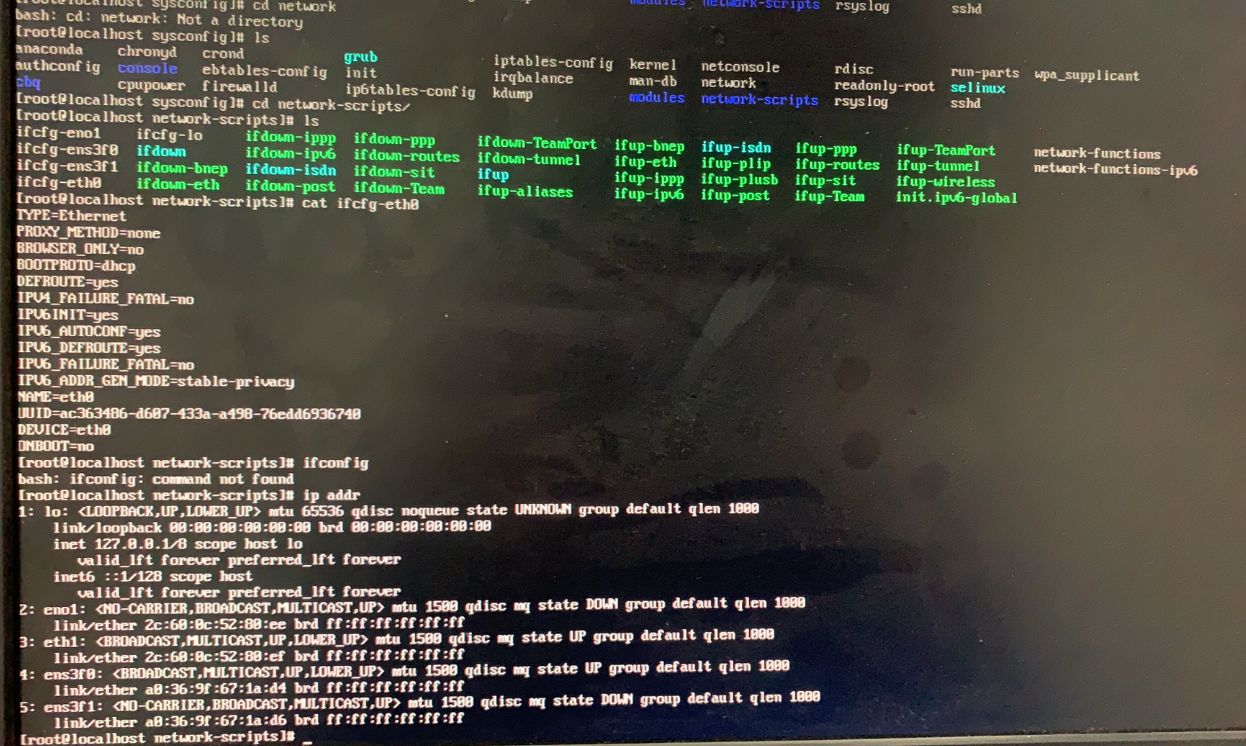 [root@localhost sysconfig]# cd network
modules network-scripts rsyslog sshd
bash: cd: network: Not a directory
[root@localhost sysconfig]# ls
anaconda chronyd crond grub iptables-config kernel netconsole rdisc run-parts wpa_supplicant
authconfig console ebtables-config init irqbalance man-db network readonly-root selinux
cbq cpupower firewalld ip6tables-config kdump modules network-scripts rsyslog sshd
[root@localhost sysconfig]# cd network-scripts/
[root@localhost network-scripts]# ls
ifcfg-eno1 ifcfg-lo ifdown-ippp ifdown-ppp ifdown-TeamPort ifup-bnep ifup-isdn ifup-ppp ifup-TeamPort network-functions
ifcfg-ens3f0 ifdown ifdown-ipv6 ifdown-routes ifdown-tunnel ifup-eth ifup-plip ifup-routes ifup-tunnel network-functions-ipv6
ifcfg-ens3f1 ifdown-bnep ifdown-isdn ifdown-sit ifup ifup-ippp ifup-plusb ifup-sit ifup-wireless
ifcfg-eth0 ifdown-eth ifdown-post ifdown-Team ifup-aliases ifup-ipv6 ifup-post ifup-Team init.ipv6-global
[root@localhost network-scripts]# cat ifcfg-eth0
TYPE=Ethernet
PROXY_METHOD=none
BROWSER_ONLY=no
BOOTPROTO=dhcp
DEFROUTE=yes
IPV4_FAILURE_FATAL=no
IPV6INIT=yes
IPV6_AUTOCONF=yes
IPV6_DEFROUTE=yes
IPV6_FAILURE_FATAL=no
IPV6_ADDR_GEN_MODE=stable-privacy
NAME=eth0
UUID=ac363486-d607-433a-a498-76edd6936740
DEVICE=eth0
ONBOOT=no
[root@localhost network-scripts]# ifconfig
bash: ifconfig: command not found
[root@localhost network-scripts]# ip addr
1: lo: <LOOPBACK,UP,LOWER_UP> mtu 65536 qdisc noqueue state UNKNOWN group default qlen 1000
link/loopback 00:00:00:00:00:00 brd 00:00:00:00:00:00
inet 127.0.0.1/8 scope host lo
valid_lft forever preferred_lft forever
inet6 ::1/128 scope host
valid_lft forever preferred_lft forever
2: eno1: <NO-CARRIER,BROADCAST,MULTICAST,UP> mtu 1500 qdisc mq state DOWN group default qlen 1000
link/ether 2c:60:0c:52:80:ee brd ff:ff:ff:ff:ff:ff
3: eth1: <BROADCAST,MULTICAST,UP,LOWER_UP> mtu 1500 qdisc mq state UP group default qlen 1000
link/ether 2c:60:0c:52:80:ef brd ff:ff:ff:ff:ff:ff
4: ens3f0: <BROADCAST,MULTICAST,UP,LOWER_UP> mtu 1500 qdisc mq state UP group default qlen 1000
link/ether a0:36:9f:67:1a:d4 brd ff:ff:ff:ff:ff:ff
5: ens3f1: <NO-CARRIER,BROADCAST,MULTICAST,UP> mtu 1500 qdisc mq state DOWN group default qlen 1000
link/ether a0:36:9f:67:1a:d6 brd ff:ff:ff:ff:ff:ff
[root@localhost network-scripts]# _